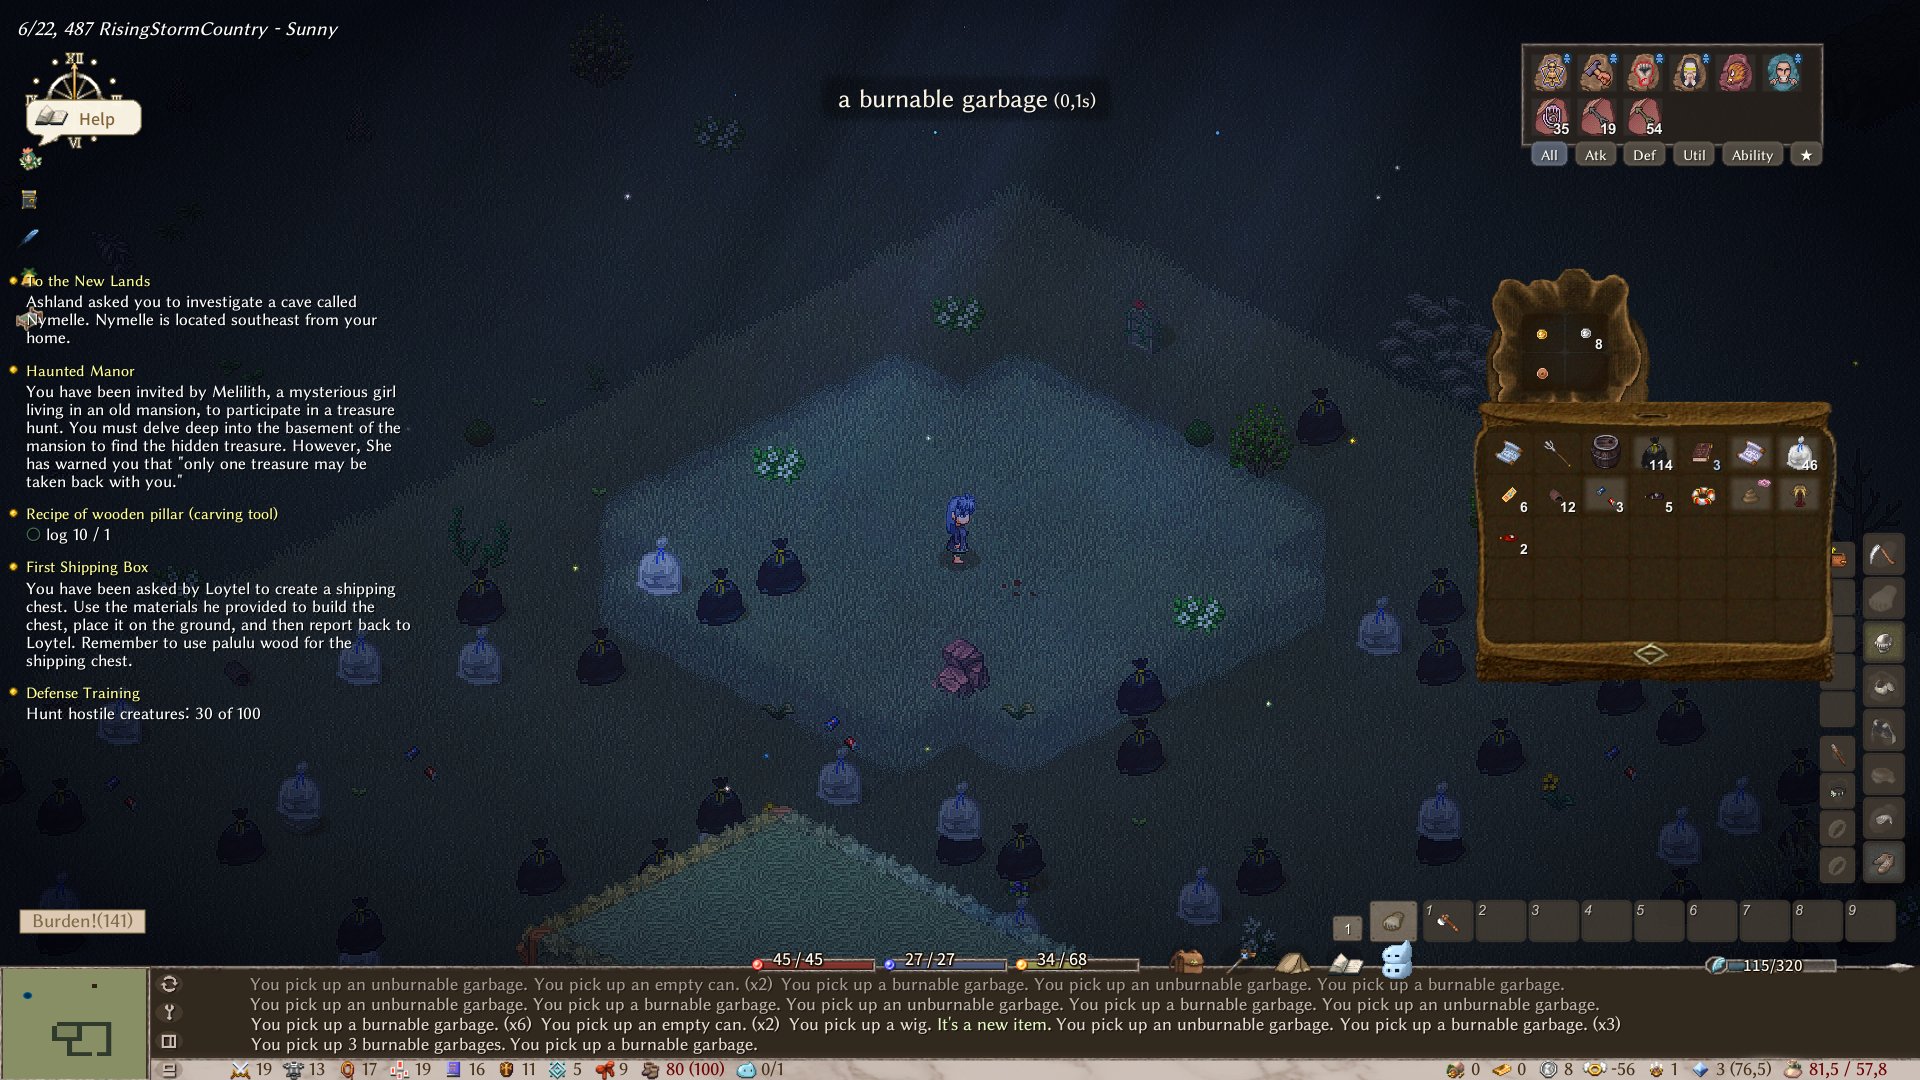 6/22, 487 RisingStormCountry - Sunny
XII
Help
VI
a burnable garbage (0,1s)
35
19
54
All
Atk
Def
Util
Ability
★
To the New Lands
Ashland asked you to investigate a cave called
Nymelle. Nymelle is located southeast from your
home.
Haunted Manor
You have been invited by Melilith, a mysterious girl
living in an old mansion, to participate in a treasure
hunt. You must delve deep into the basement of the
mansion to find the hidden treasure. However, She
has warned you that "only one treasure may be
taken back with you."
Recipe of wooden pillar (carving tool)
log 10 / 1
First Shipping Box
You have been asked by Loytel to create a shipping
chest. Use the materials he provided to build the
chest, place it on the ground, and then report back to
Loytel. Remember to use palulu wood for the
shipping chest.
Defense Training
Hunt hostile creatures: 30 of 100
8
114
3
46
6
12
3
5
2
Burden!(141)
1
1
2
3
4
5
6
7
8
9
45/45
27/27
34/68
115/320
You pick up an unburnable garbage. You pick up an empty can. (x2) You pick up a burnable garbage. You pick up an unburnable garbage. You pick up a burnable garbage.
You pick up an unburnable garbage. You pick up a burnable garbage. You pick up an unburnable garbage. You pick up a burnable garbage. You pick up an unburnable garbage.
You pick up a burnable garbage. (x6) You pick up an empty can. (x2) You pick up a wig. It's a new item. You pick up an unburnable garbage. You pick up a burnable garbage. (x3)
You pick up 3 burnable garbages. You pick up a burnable garbage.
19
13
17
19
16
11
5
9
80 (100)
0/1
0
0
8
-56
1
3 (76,5)
81,5 / 57,8